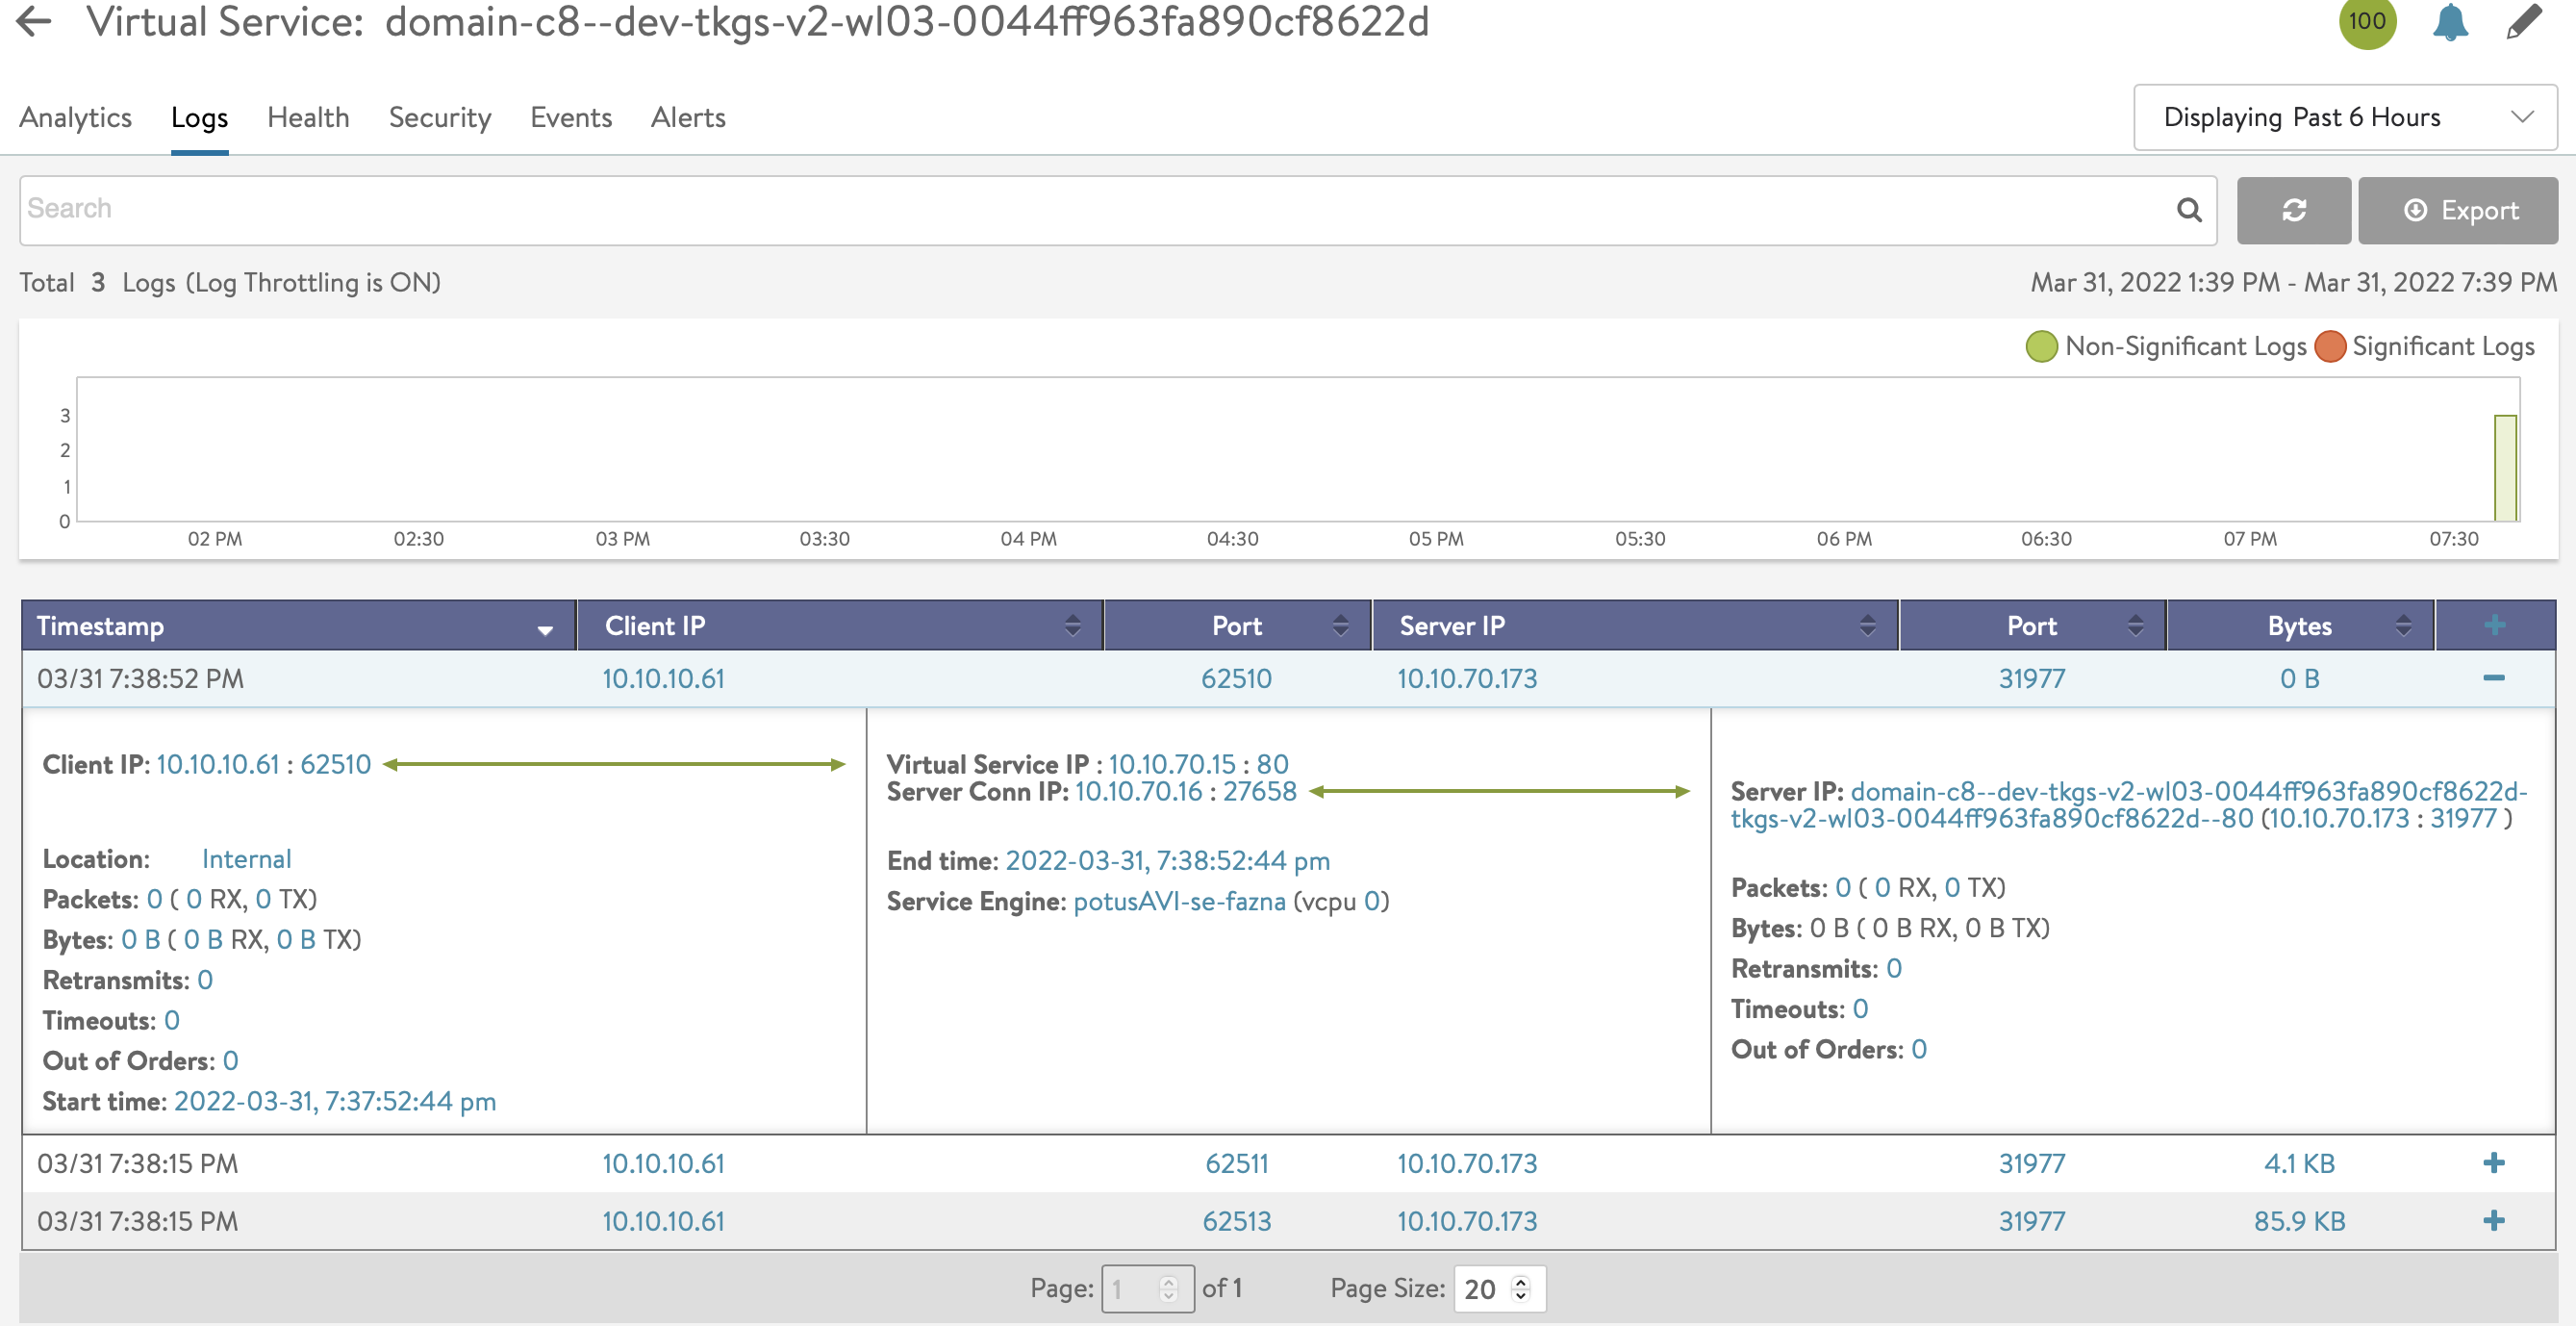 Virtual Service: domain-c8--dev-tkgs-v2-wl03-0044ff963fa890cf8622d
100
Analytics Logs Health Security Events Alerts
Displaying Past 6 Hours
Search
Export
Total 3 Logs (Log Throttling is ON)
Mar 31, 2022 1:39 PM - Mar 31, 2022 7:39 PM
Non-Significant Logs Significant Logs
3
2
1
0
02 PM 02:30 03 PM 03:30 04 PM 04:30 05 PM 05:30 06 PM 06:30 07 PM 07:30
Timestamp Client IP Port Server IP Port Bytes +
03/31 7:38:52 PM 10.10.10.61 62510 10.10.70.173 31977 0 B −
Client IP: 10.10.10.61 : 62510
Location: Internal
Packets: 0 ( 0 RX, 0 TX)
Bytes: 0 B ( 0 B RX, 0 B TX)
Retransmits: 0
Timeouts: 0
Out of Orders: 0
Start time: 2022-03-31, 7:37:52:44 pm
Virtual Service IP : 10.10.70.15 : 80
Server Conn IP: 10.10.70.16 : 27658
End time: 2022-03-31, 7:38:52:44 pm
Service Engine: potusAVI-se-fazna (vcpu 0)
Server IP: domain-c8--dev-tkgs-v2-wl03-0044ff963fa890cf8622d-
tkgs-v2-wl03-0044ff963fa890cf8622d--80 (10.10.70.173 : 31977 )
Packets: 0 ( 0 RX, 0 TX)
Bytes: 0 B ( 0 B RX, 0 B TX)
Retransmits: 0
Timeouts: 0
Out of Orders: 0
03/31 7:38:15 PM 10.10.10.61 62511 10.10.70.173 31977 4.1 KB +
03/31 7:38:15 PM 10.10.10.61 62513 10.10.70.173 31977 85.9 KB +
Page: 1 of 1 Page Size: 20